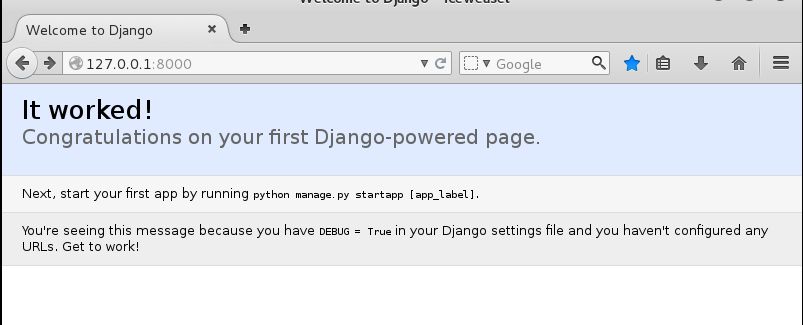 Welcome to Django - Iceweasel
Welcome to Django
127.0.0.1:8000
Google
It worked!
Congratulations on your first Django-powered page.
Next, start your first app by running python manage.py startapp [app_label].
You're seeing this message because you have DEBUG = True in your Django settings file and you haven't configured any
URLs. Get to work!